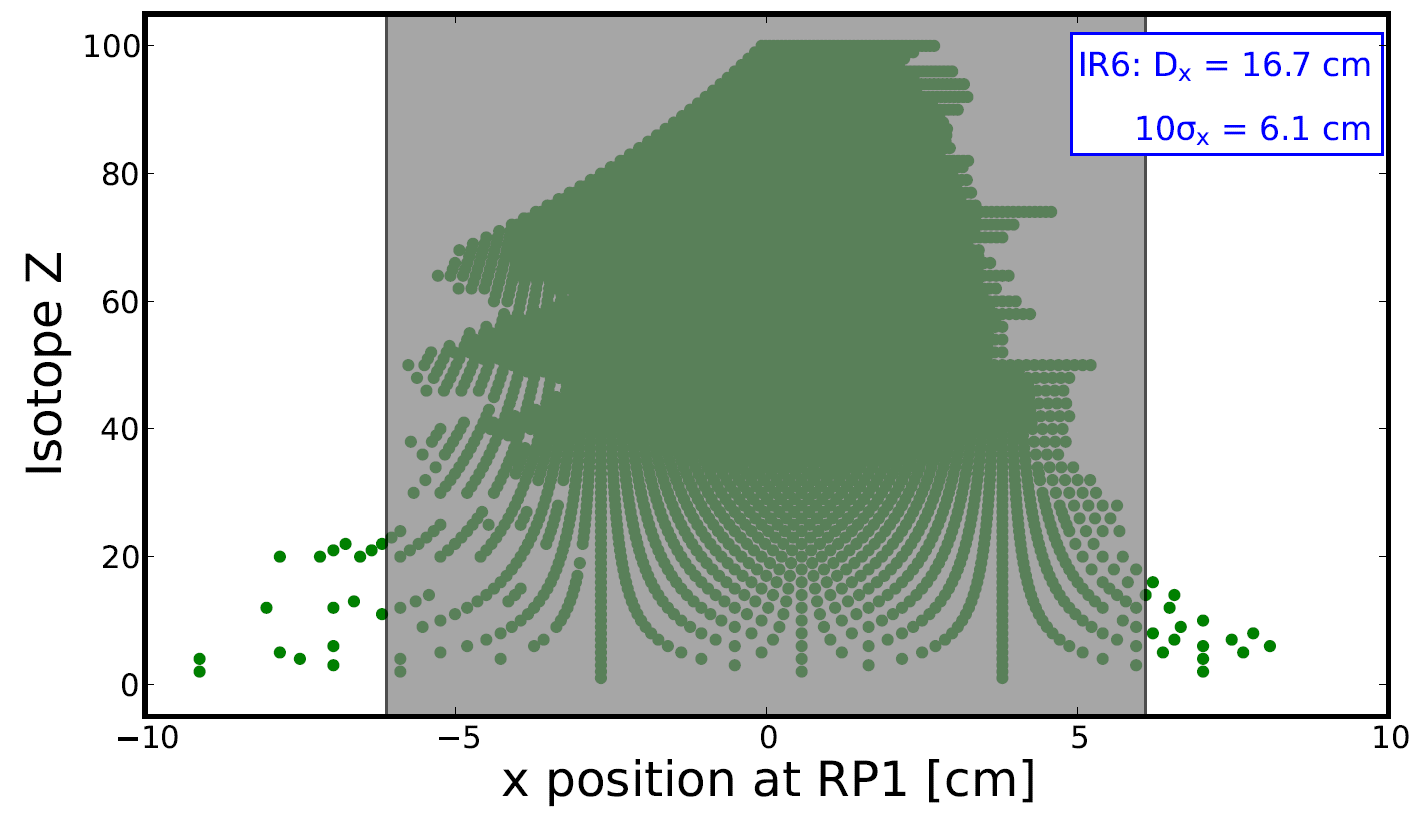 IR6: Dₓ = 16.7 cm
10σₓ = 6.1 cm
100
80
60
40
20
0
Isotope Z
−10 −5 0 5 10
x position at RP1 [cm]